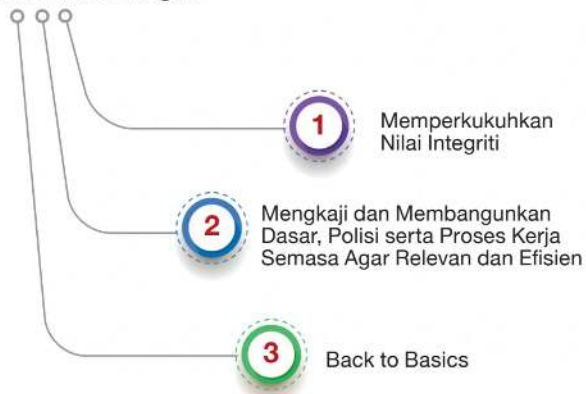 1
Memperkukuhkan
Nilai Integriti
2
Mengkaji dan Membangunkan
Dasar, Polisi serta Proses Kerja
Semasa Agar Relevan dan Efisien
3
Back to Basics